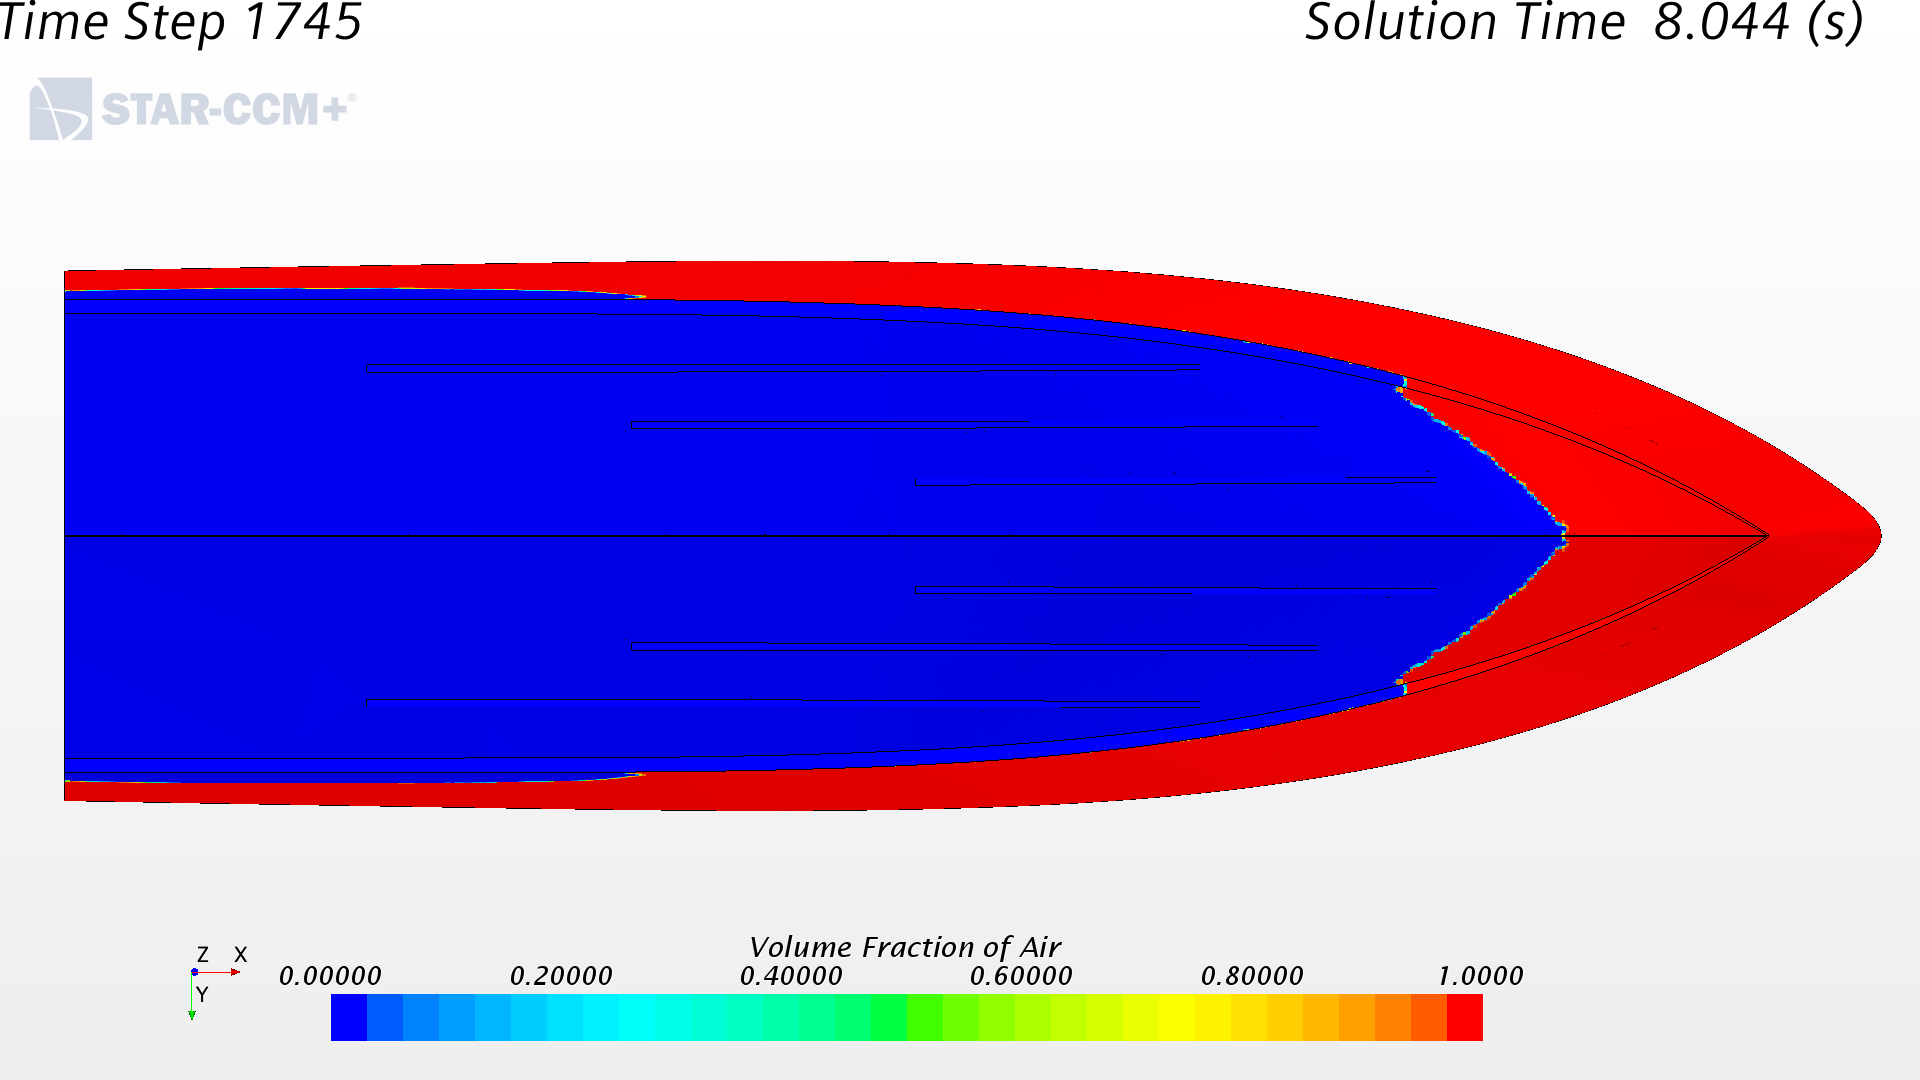 Time Step 1745
Solution Time 8.044 (s)
STAR-CCM+®
Z X
Y
Volume Fraction of Air
0.00000 0.20000 0.40000 0.60000 0.80000 1.0000